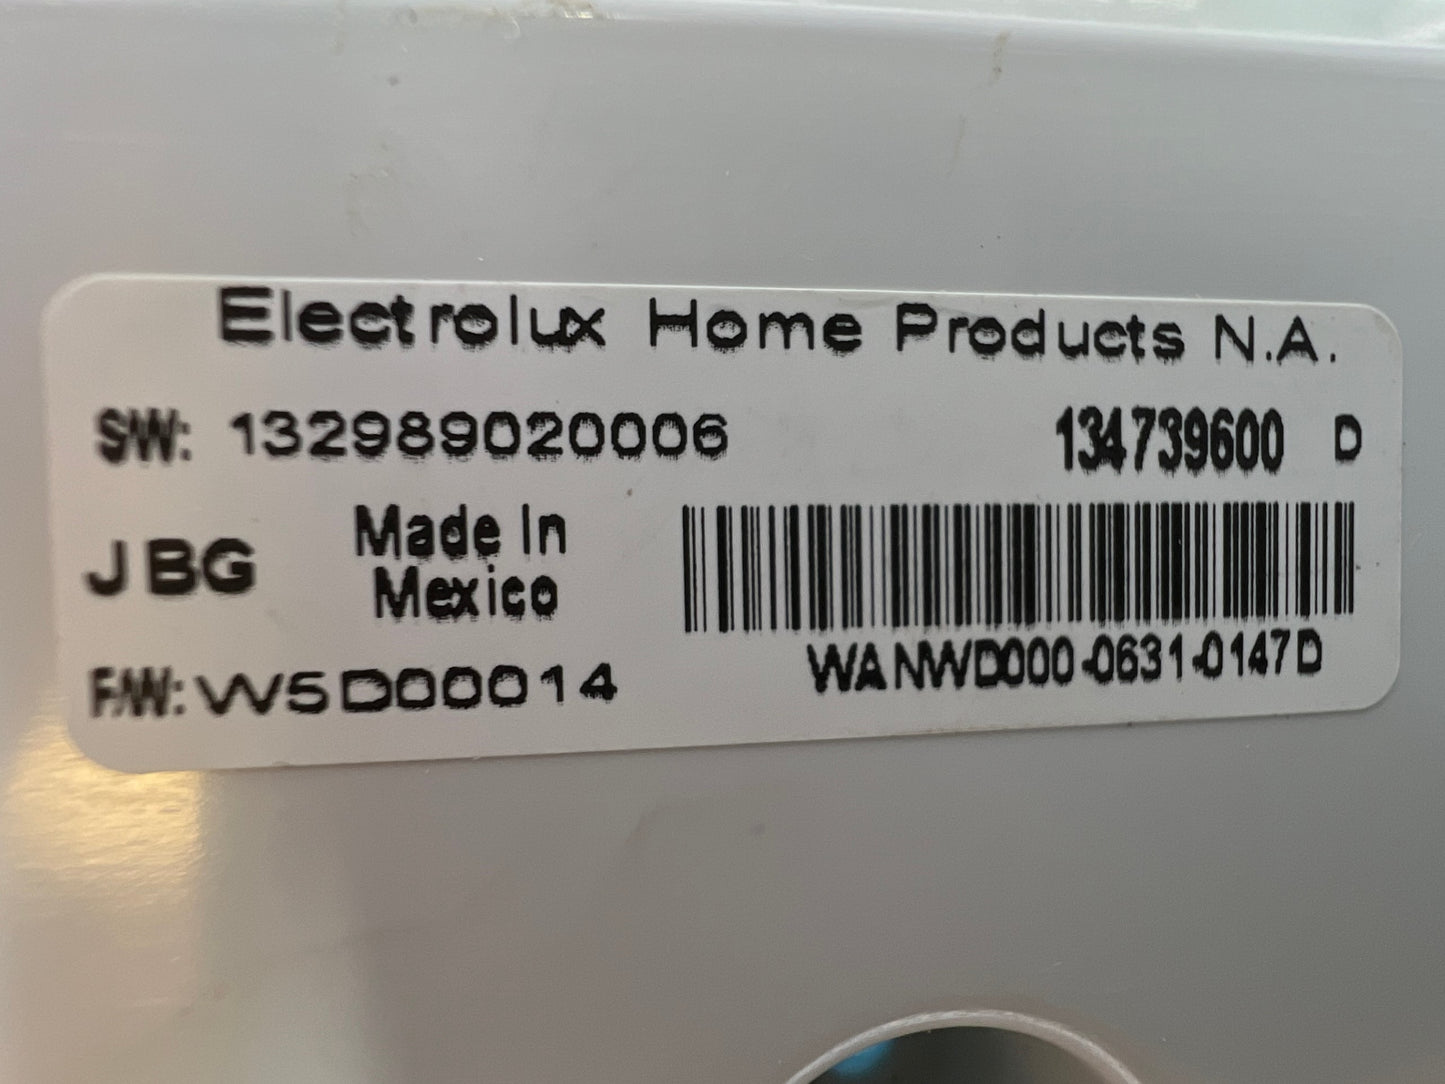 Electrolux Home Products N.A.
S/W: 132989020006
134739600 D
JBG
Made In
Mexico
F/W: W5D00014
WANWD000-0631-0147D